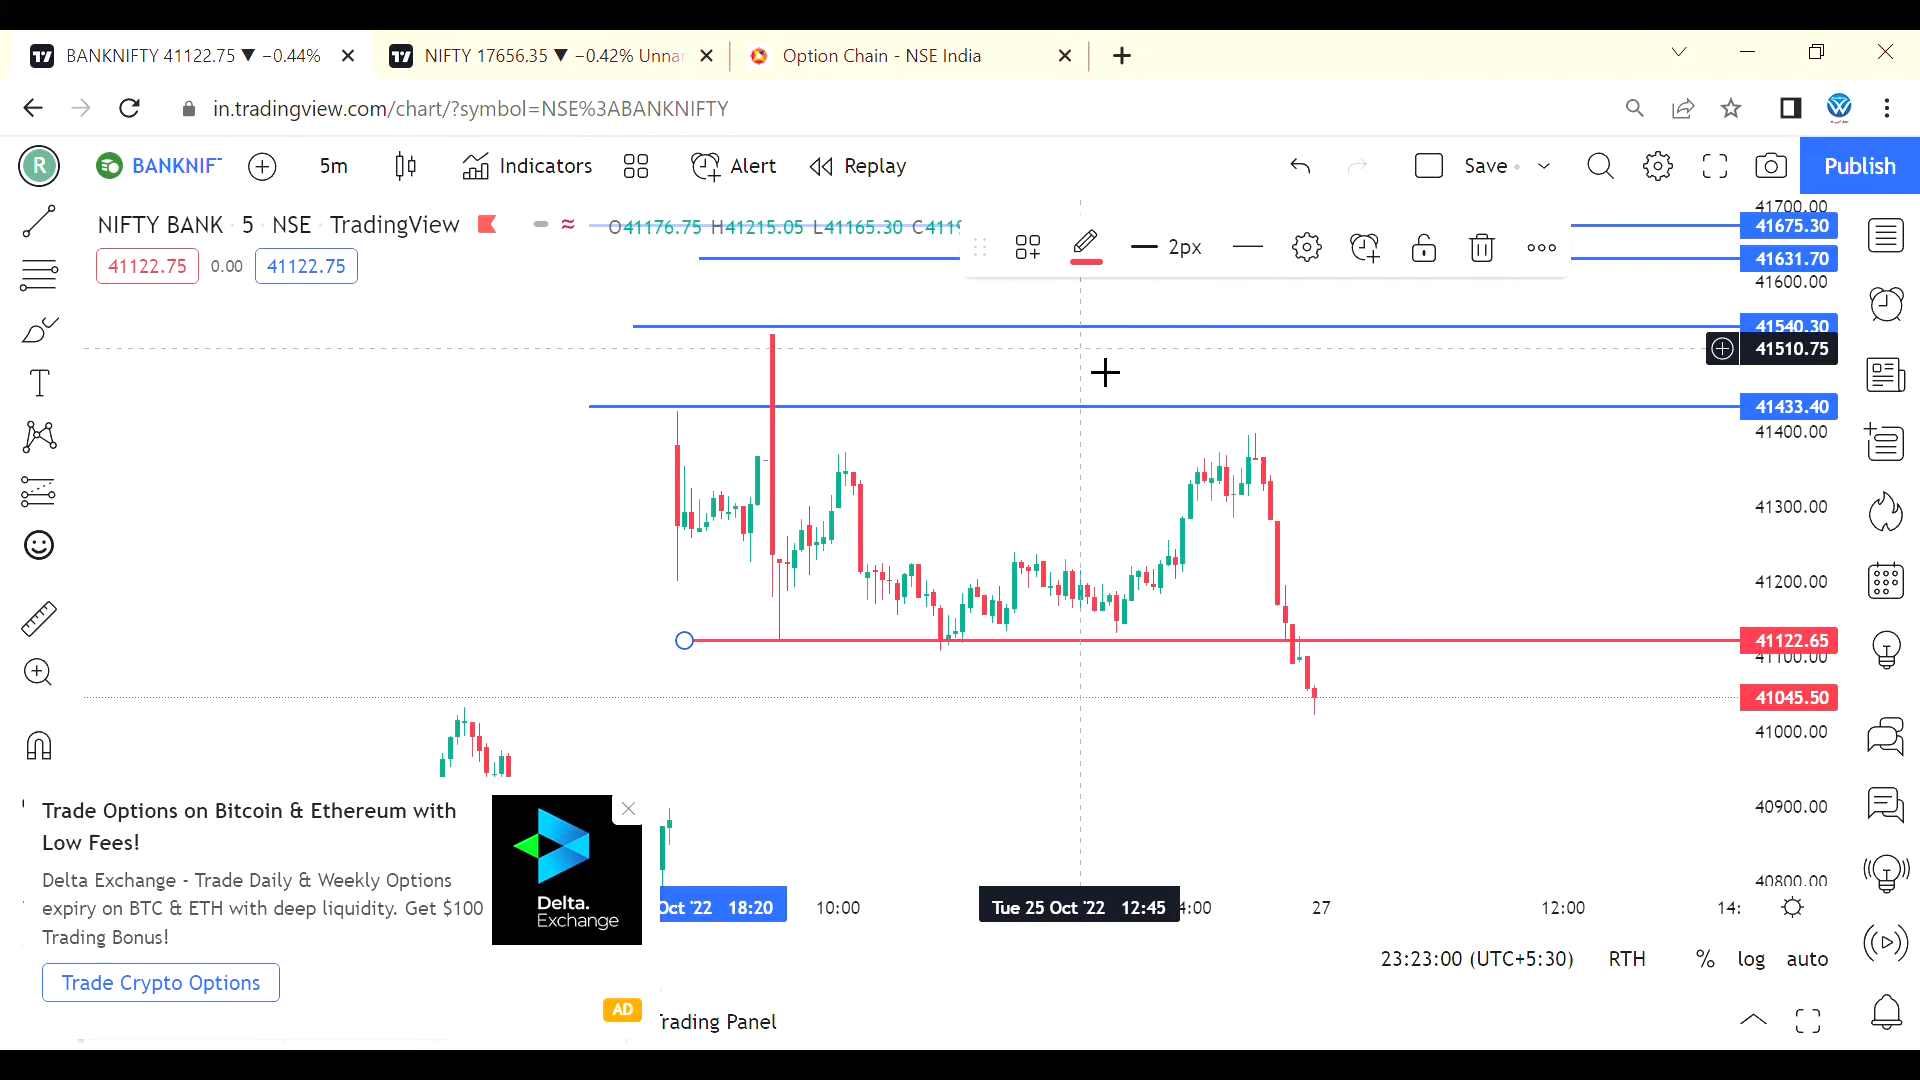 BANKNIFTY 41122.75 ▼ −0.44%
NIFTY 17656.35 ▼ −0.42% Unna
Option Chain - NSE India
in.tradingview.com/chart/?symbol=NSE%3ABANKNIFTY
R
BANKNIF
5m
Indicators
Alert
Replay
Save
Publish
NIFTY BANK · 5 · NSE · TradingView
O41176.75 H41215.05 L41165.30 C411
41122.75 0.00 41122.75
2px
41700.00
41675.30
41631.70
41600.00
41540.30
41510.75
41433.40
41400.00
41300.00
41200.00
41122.65
41100.00
41045.50
41000.00
40900.00
40800.00
Trade Options on Bitcoin & Ethereum with
Low Fees!
Delta Exchange - Trade Daily & Weekly Options
expiry on BTC & ETH with deep liquidity. Get $100
Trading Bonus!
Delta.
Exchange
Trade Crypto Options
AD
Oct '22 18:20
10:00
Tue 25 Oct '22 12:45
4:00
27
12:00
14:
23:23:00 (UTC+5:30)
RTH
%
log
auto
rading Panel